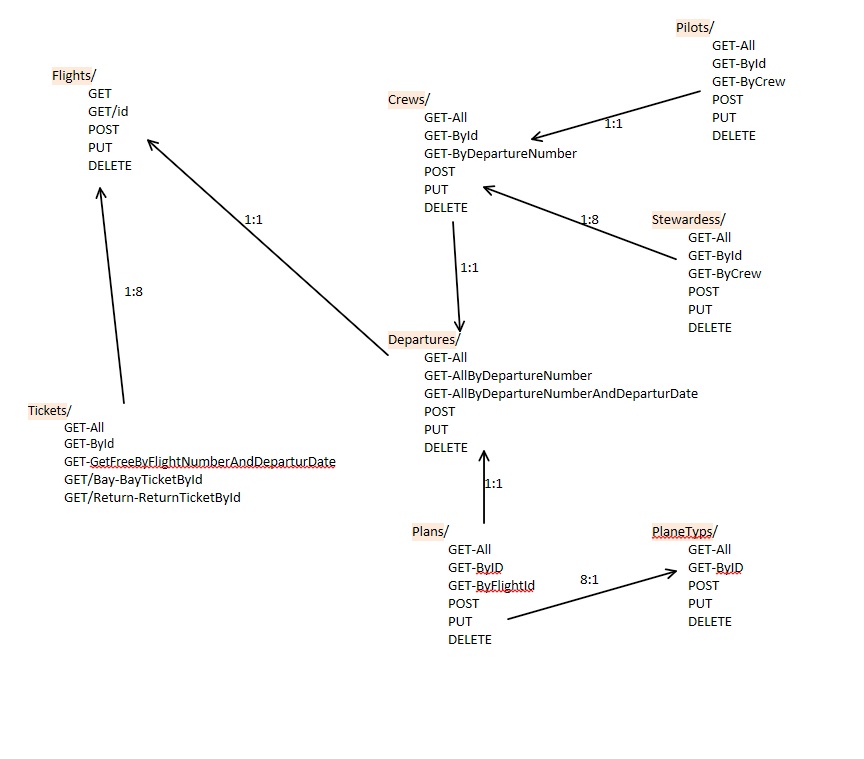 Flights/
GET
GET/id
POST
PUT
DELETE
Crews/
GET-All
GET-ById
GET-ByDepartureNumber
POST
PUT
DELETE
Pilots/
GET-All
GET-ById
GET-ByCrew
POST
PUT
DELETE
1:1
1:8
Stewardess/
GET-All
GET-ById
GET-ByCrew
POST
PUT
DELETE
1:1
1:8
1:1
Departures/
GET-All
GET-AllByDepartureNumber
GET-AllByDepartureNumberAndDeparturDate
POST
PUT
DELETE
Tickets/
GET-All
GET-ById
GET-GetFreeByFlightNumberAndDeparturDate
GET/Bay-BayTicketById
GET/Return-ReturnTicketById
1:1
Plans/
GET-All
GET-ByID
GET-ByFlightId
POST
PUT
DELETE
8:1
PlaneTyps/
GET-All
GET-ByID
POST
PUT
DELETE